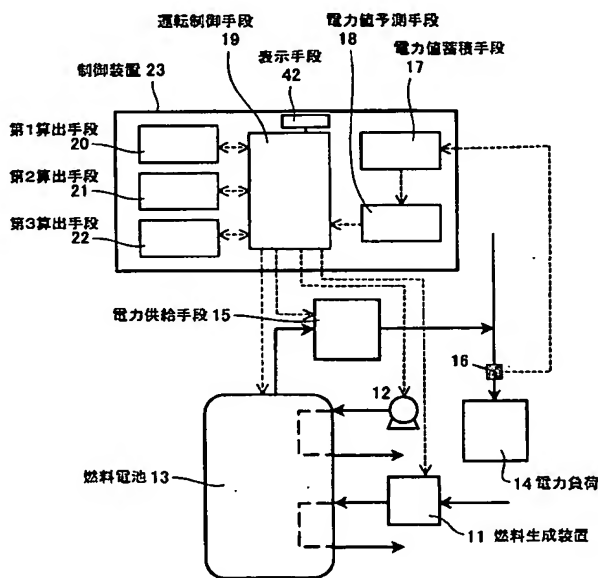 運転制御手段
19
電力値予測手段
18
電力値蓄積手段
17
表示手段
42
制御装置 23
第1算出手段
20
第2算出手段
21
第3算出手段
22
電力供給手段 15
16
12
燃料電池 13
14 電力負荷
11 燃料生成装置